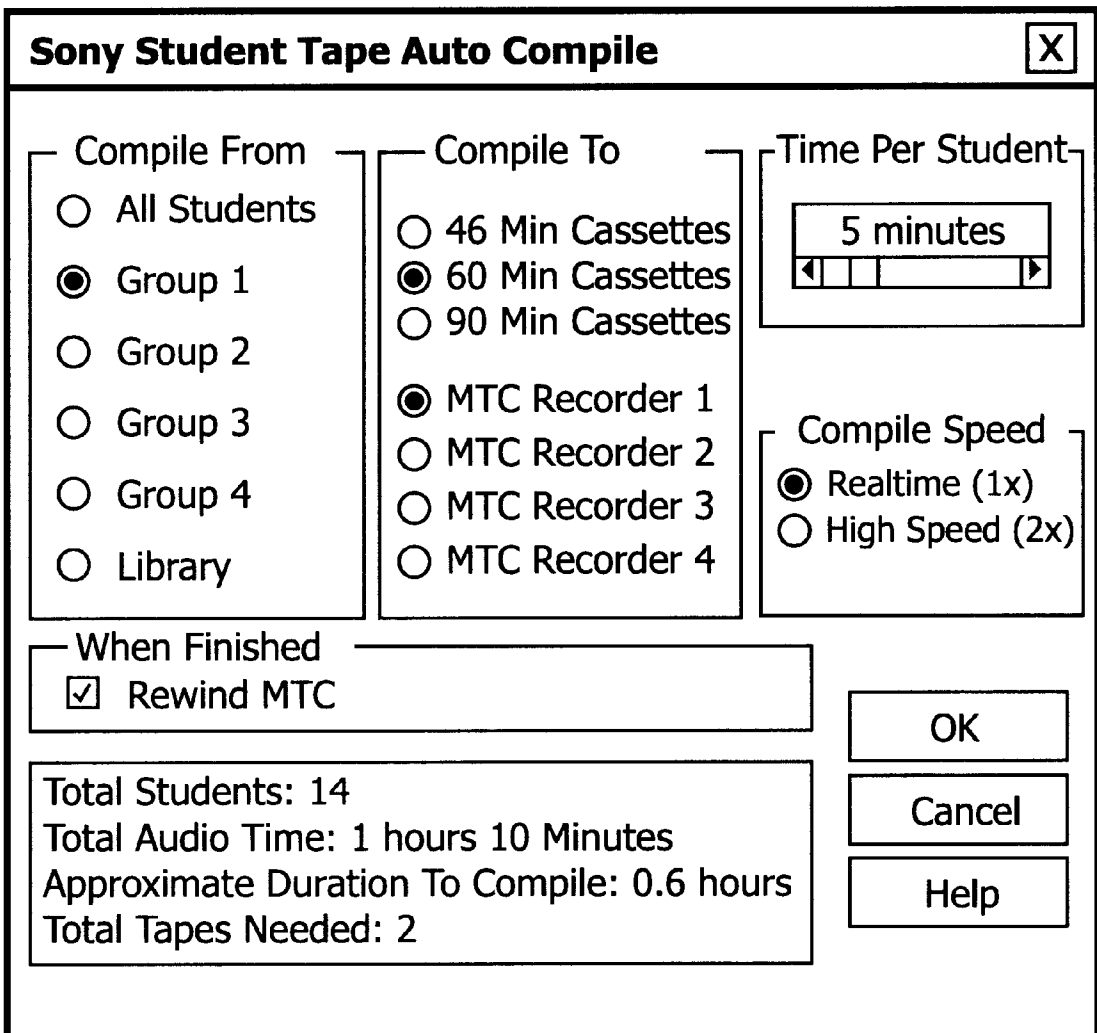 Sony Student Tape Auto Compile
X
Compile From
All Students
Group 1
Group 2
Group 3
Group 4
Library
Compile To
46 Min Cassettes
60 Min Cassettes
90 Min Cassettes
MTC Recorder 1
MTC Recorder 2
MTC Recorder 3
MTC Recorder 4
Time Per Student
5 minutes
Compile Speed
Realtime (1x)
High Speed (2x)
When Finished
Rewind MTC
Total Students: 14
Total Audio Time: 1 hours 10 Minutes
Approximate Duration To Compile: 0.6 hours
Total Tapes Needed: 2
OK
Cancel
Help